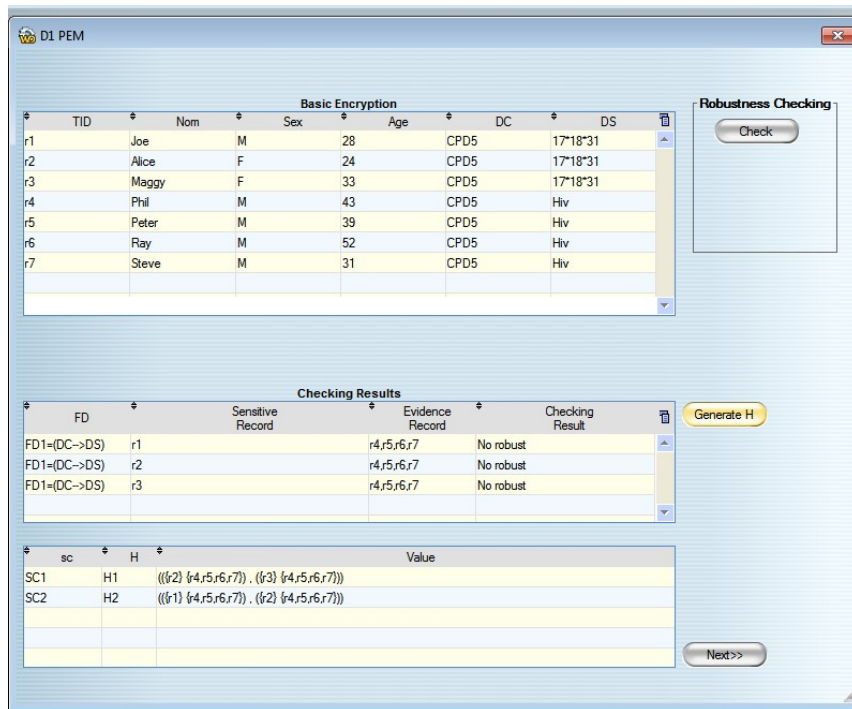 D1 PEM
Basic Encryption
TID Nom Sex Age DC DS
r1 Joe M 28 CPD5 17*18*31
r2 Alice F 24 CPD5 17*18*31
r3 Maggy F 33 CPD5 17*18*31
r4 Phil M 43 CPD5 Hiv
r5 Peter M 39 CPD5 Hiv
r6 Ray M 52 CPD5 Hiv
r7 Steve M 31 CPD5 Hiv
Robustness Checking
Check
Checking Results
FD Sensitive Record Evidence Record Checking Result
FD1=(DC-->DS) r1 r4,r5,r6,r7 No robust
FD1=(DC-->DS) r2 r4,r5,r6,r7 No robust
FD1=(DC-->DS) r3 r4,r5,r6,r7 No robust
Generate H
sc H Value
SC1 H1 (({r2} {r4,r5,r6,r7}) , ({r3} {r4,r5,r6,r7}))
SC2 H2 (({r1} {r4,r5,r6,r7}) , ({r2} {r4,r5,r6,r7}))
Next>>